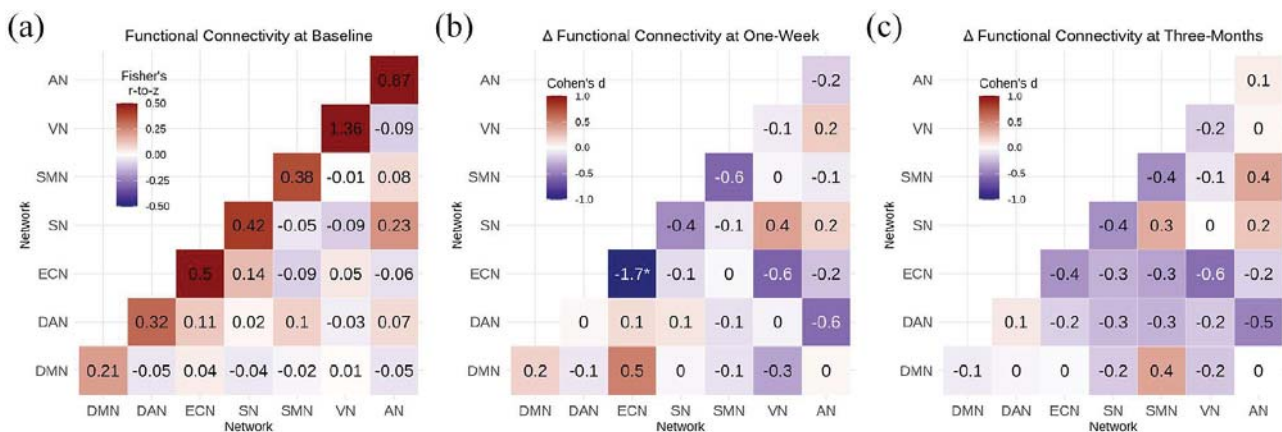 (a)
Functional Connectivity at Baseline
Fisher's
r-to-z
0.50
0.25
0.00
-0.25
-0.50
Network
AN 0.87
VN 1.36 -0.09
SMN 0.38 -0.01 0.08
SN 0.42 -0.05 -0.09 0.23
ECN 0.5 0.14 -0.09 0.05 -0.06
DAN 0.32 0.11 0.02 0.1 -0.03 0.07
DMN 0.21 -0.05 0.04 -0.04 -0.02 0.01 -0.05
DMN DAN ECN SN SMN VN AN
Network
(b)
Δ Functional Connectivity at One-Week
Cohen's d
1.0
0.5
0.0
-0.5
-1.0
Network
AN -0.2
VN -0.1 0.2
SMN -0.6 0 -0.1
SN -0.4 -0.1 0.4 0.2
ECN -1.7* -0.1 0 -0.6 -0.2
DAN 0 0.1 0.1 -0.1 0 -0.6
DMN 0.2 -0.1 0.5 0 -0.1 -0.3 0
DMN DAN ECN SN SMN VN AN
Network
(c)
Δ Functional Connectivity at Three-Months
Cohen's d
1.0
0.5
0.0
-0.5
-1.0
Network
AN 0.1
VN -0.2 0
SMN -0.4 -0.1 0.4
SN -0.4 0.3 0 0.2
ECN -0.4 -0.3 -0.3 -0.6 -0.2
DAN 0.1 -0.2 -0.3 -0.3 -0.2 -0.5
DMN -0.1 0 0 -0.2 0.4 -0.2 0
DMN DAN ECN SN SMN VN AN
Network